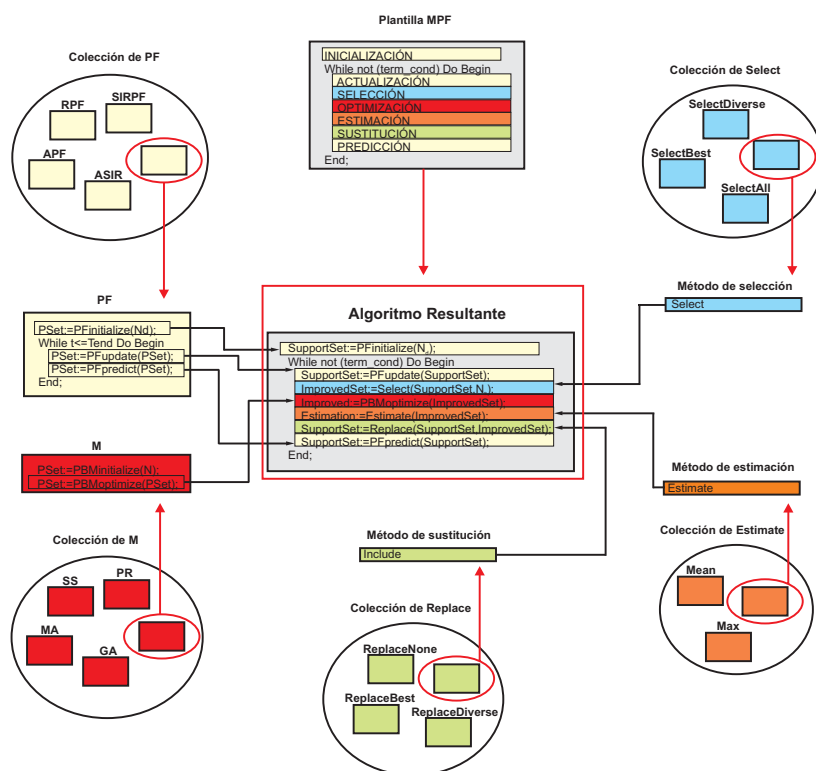 Plantilla MPF
INICIALIZACIÓN
While not (term_cond) Do Begin
ACTUALIZACIÓN
SELECCIÓN
OPTIMIZACIÓN
ESTIMACIÓN
SUSTITUCIÓN
PREDICCIÓN
End;
Colección de PF
RPF
SIRPF
APF
ASIR
Colección de Select
SelectDiverse
SelectBest
SelectAll
PF
PSet:=PFinitialize(Nd);
While t<=Tend Do Begin
PSet:=PFupdate(PSet);
PSet:=PFpredict(PSet);
End;
Algoritmo Resultante
SupportSet:=PFinitialize(N
While not (term_cond) Do Begin
SupportSet:=PFupdate(SupportSet);
ImprovedSet:=Select(SupportSet,N
Improved:=PBMoptimize(ImprovedSet);
Estimation:=Estimate(ImprovedSet);
SupportSet:=Replace(SupportSet,ImprovedSet);
SupportSet:=PFpredict(SupportSet);
End;
Método de selección
Select
M
PSet:=PBMinitialize(N);
PSet:=PBMoptimize(PSet);
Método de estimación
Estimate
Método de sustitución
Include
Colección de M
SS
PR
MA
GA
Colección de Replace
ReplaceNone
ReplaceBest
ReplaceDiverse
Colección de Estimate
Mean
Max